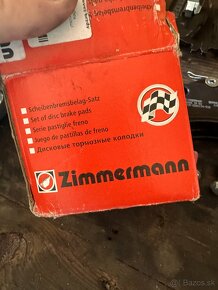 Scheibenbremsbelag-Satz
Set of disc brake pads
Serie pastiglie freno
Juego de pastillas de freno
Дисковые тормозные колодки
Zimmermann
Bazos.sk